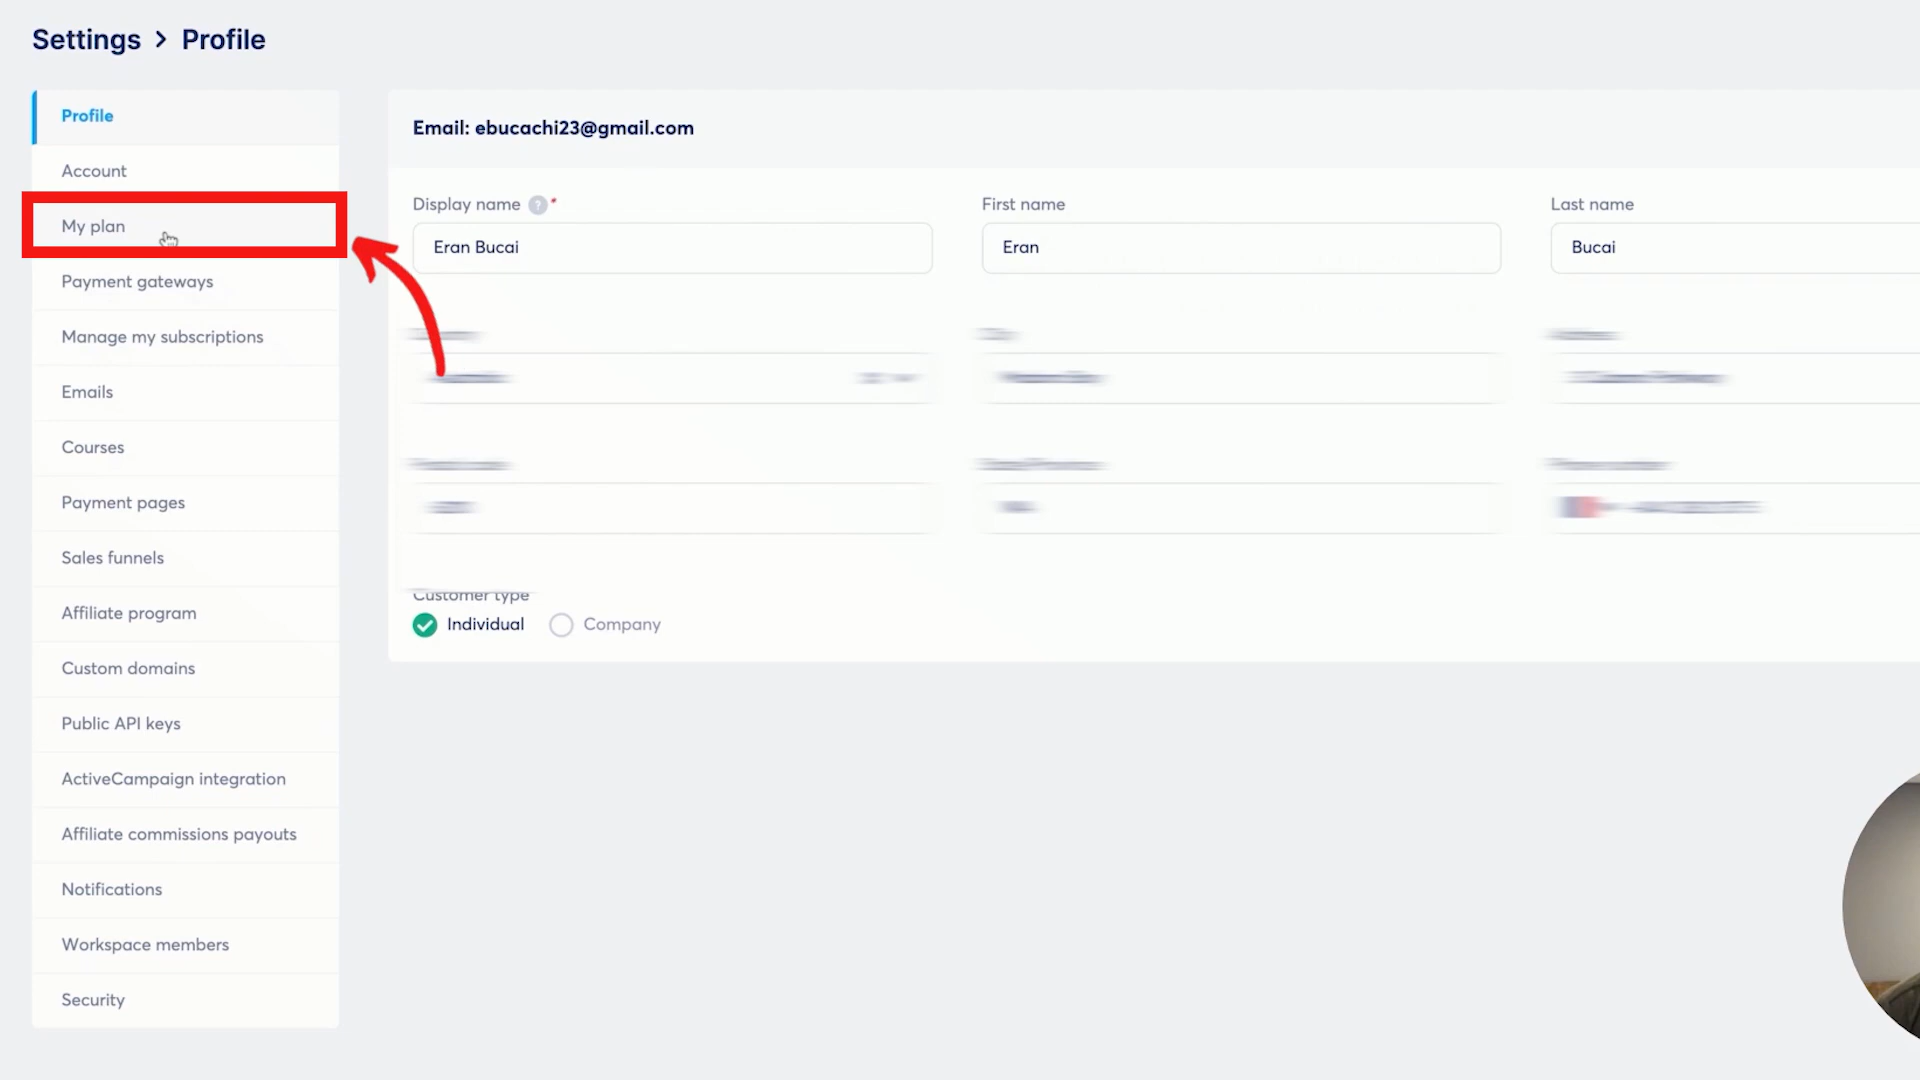 Settings > Profile
Profile
Account
My plan
Payment gateways
Manage my subscriptions
Emails
Courses
Payment pages
Sales funnels
Affiliate program
Custom domains
Public API keys
ActiveCampaign integration
Affiliate commissions payouts
Notifications
Workspace members
Security
Email: ebucachi23@gmail.com
Display name ? * First name Last name
Eran Bucai Eran Bucai
Customer type
Individual Company